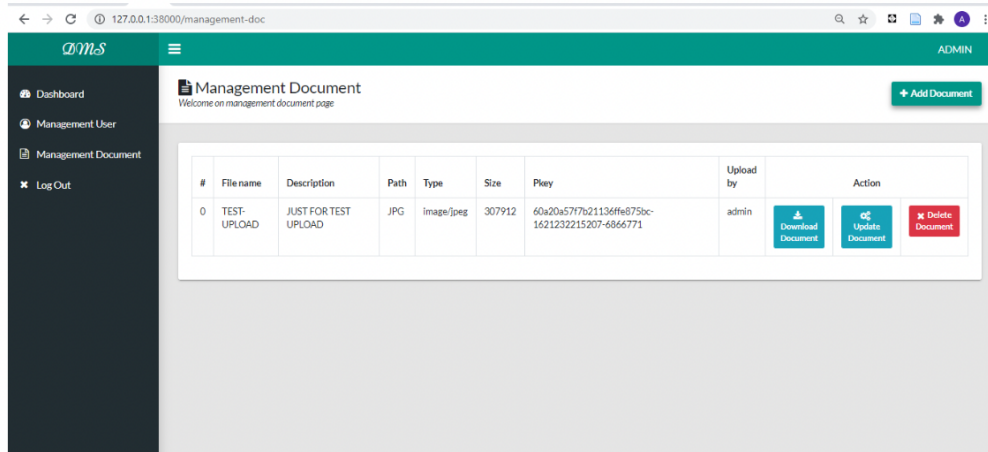 127.0.0.1:38000/management-doc
A
DMS
ADMIN
Dashboard
Management User
Management Document
Log Out
Management Document
Welcome on management document page
+ Add Document
# File name Description Path Type Size Pkey Upload by Action
0 TEST-UPLOAD JUST FOR TEST UPLOAD JPG image/jpeg 307912 60a20a57f7b21136ffe875bc-1621232215207-6866771 admin Download Document Update Document Delete Document